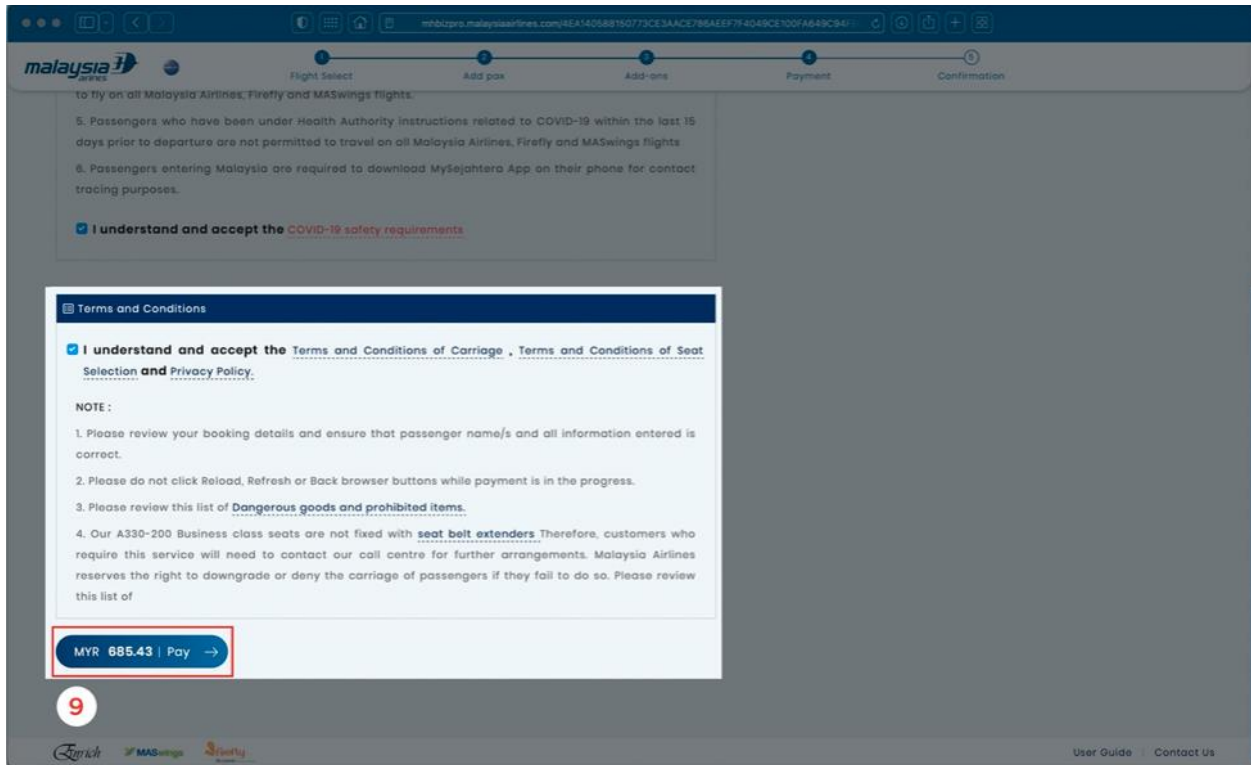 mhbizpro.malaysiaairlines.com/4EA140588150773CE3AACE786AEEF7F4049CE100FA649C94F
malaysia
airlines
1 2 3 4 5
Flight Select Add pax Add-ons Payment Confirmation
to fly on all Malaysia Airlines, Firefly and MASwings flights.
5. Passengers who have been under Health Authority instructions related to COVID-19 within the last 15
days prior to departure are not permitted to travel on all Malaysia Airlines, Firefly and MASwings flights
6. Passengers entering Malaysia are required to download MySejahtera App on their phone for contact
tracing purposes.
I understand and accept the COVID-19 safety requirements
Terms and Conditions
I understand and accept the Terms and Conditions of Carriage , Terms and Conditions of Seat
Selection and Privacy Policy.
NOTE :
1. Please review your booking details and ensure that passenger name/s and all information entered is
correct.
2. Please do not click Reload, Refresh or Back browser buttons while payment is in the progress.
3. Please review this list of Dangerous goods and prohibited items.
4. Our A330-200 Business class seats are not fixed with seat belt extenders Therefore, customers who
require this service will need to contact our call centre for further arrangements. Malaysia Airlines
reserves the right to downgrade or deny the carriage of passengers if they fail to do so. Please review
this list of
MYR 685.43 | Pay →
9
Enrich MASwings firefly
User Guide | Contact Us